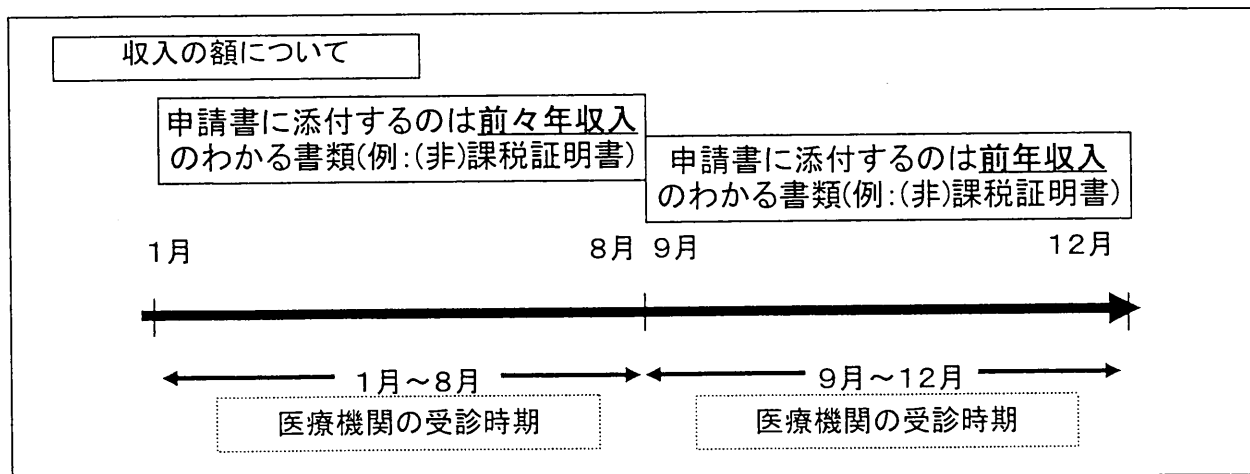 収入の額について
申請書に添付するのは前々年収入
のわかる書類(例:(非)課税証明書)
申請書に添付するのは前年収入
のわかる書類(例:(非)課税証明書)
1月
8月
9月
12月
1月～8月
9月～12月
医療機関の受診時期
医療機関の受診時期